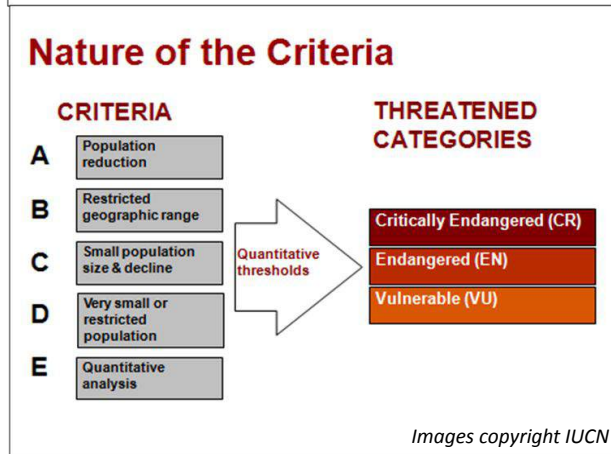 Nature of the Criteria
CRITERIA
A
Population
reduction
B
Restricted
geographic range
C
Small population
size & decline
D
Very small or
restricted
population
E
Quantitative
analysis
Quantitative
thresholds
THREATENED
CATEGORIES
Critically Endangered (CR)
Endangered (EN)
Vulnerable (VU)
Images copyright IUCN